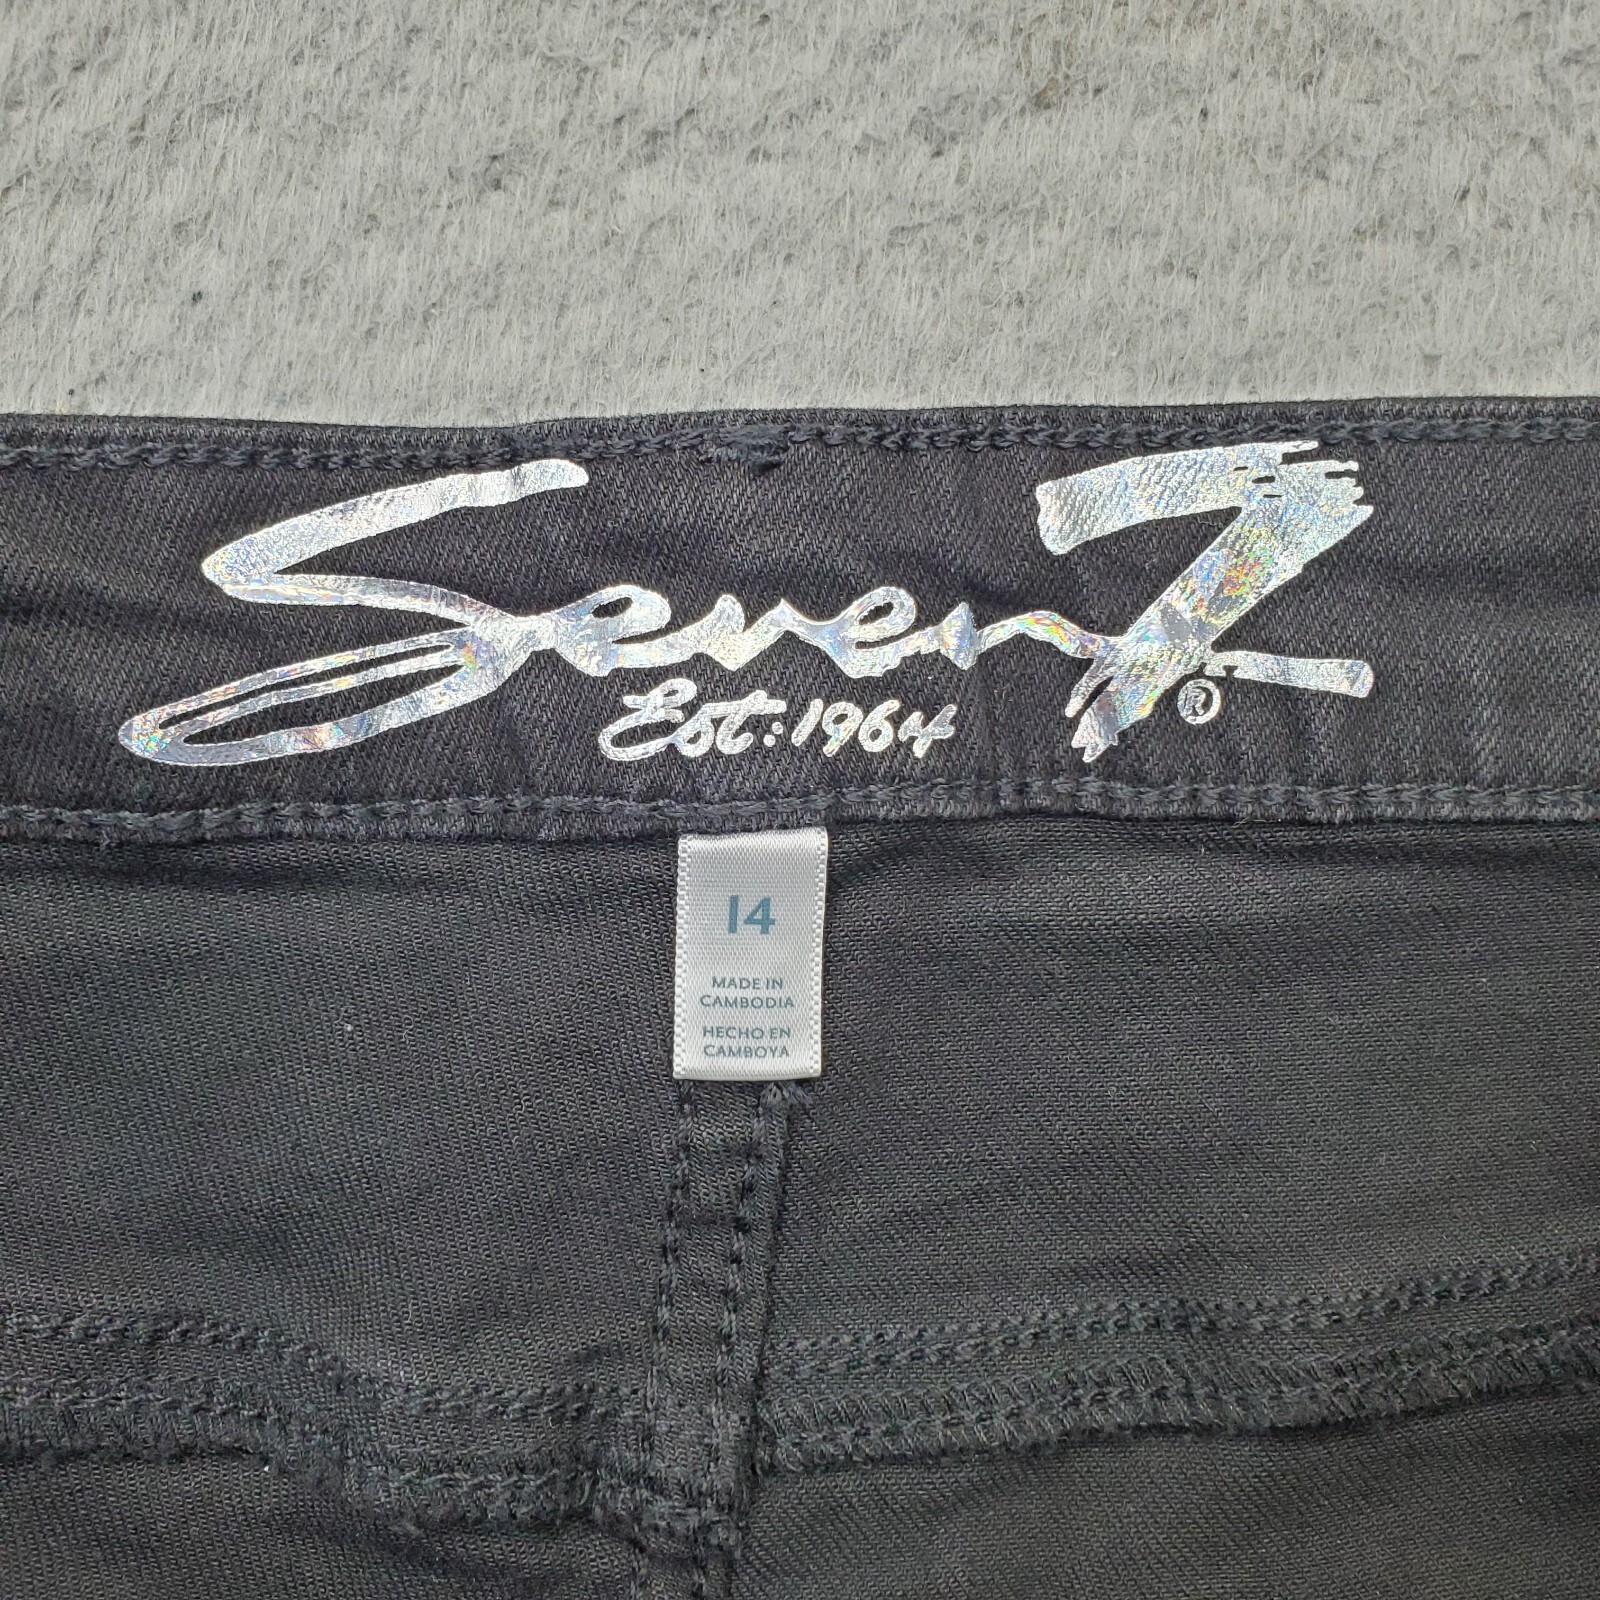 Seven7®
Est: 1964
14
MADE IN
CAMBODIA
HECHO EN
CAMBOYA